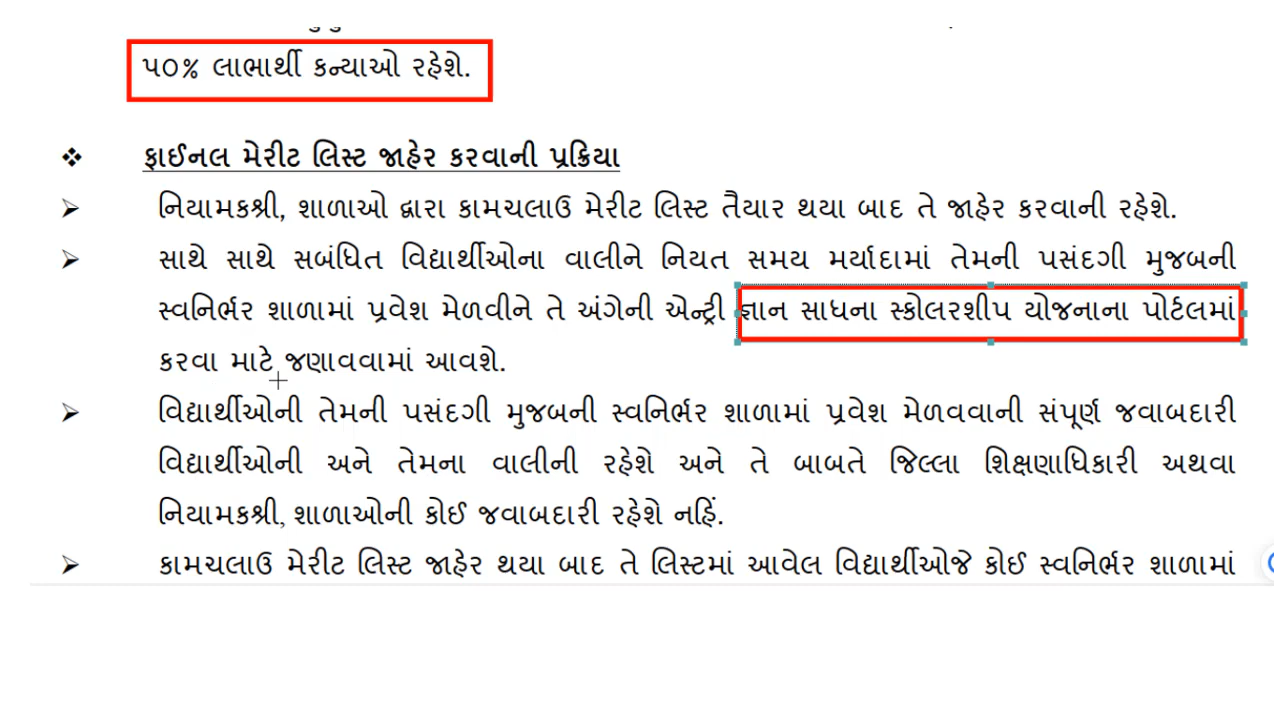 ૫૦% લાભાર્થી કન્યાઓ રહેશે.
❖ ફાઈનલ મેરીટ લિસ્ટ જાહેર કરવાની પ્રક્રિયા
➢ નિયામકશ્રી, શાળાઓ દ્વારા કામચલાઉ મેરીટ લિસ્ટ તૈયાર થયા બાદ તે જાહેર કરવાની રહેશે.
➢ સાથે સાથે સબંધિત વિદ્યાર્થીઓના વાલીને નિયત સમય મર્યાદામાં તેમની પસંદગી મુજબની
સ્વનિર્ભર શાળામાં પ્રવેશ મેળવીને તે અંગેની એન્ટ્રી જ્ઞાન સાધના સ્કોલરશીપ યોજનાના પોર્ટલમાં
કરવા માટે જણાવવામાં આવશે.
➢ વિદ્યાર્થીઓની તેમની પસંદગી મુજબની સ્વનિર્ભર શાળામાં પ્રવેશ મેળવવાની સંપૂર્ણ જવાબદારી
વિદ્યાર્થીઓની અને તેમના વાલીની રહેશે અને તે બાબતે જિલ્લા શિક્ષણાધિકારી અથવા
નિયામકશ્રી, શાળાઓની કોઈ જવાબદારી રહેશે નહિં.
➢ કામચલાઉ મેરીટ લિસ્ટ જાહેર થયા બાદ તે લિસ્ટમાં આવેલ વિદ્યાર્થીઓજે કોઈ સ્વનિર્ભર શાળામાં